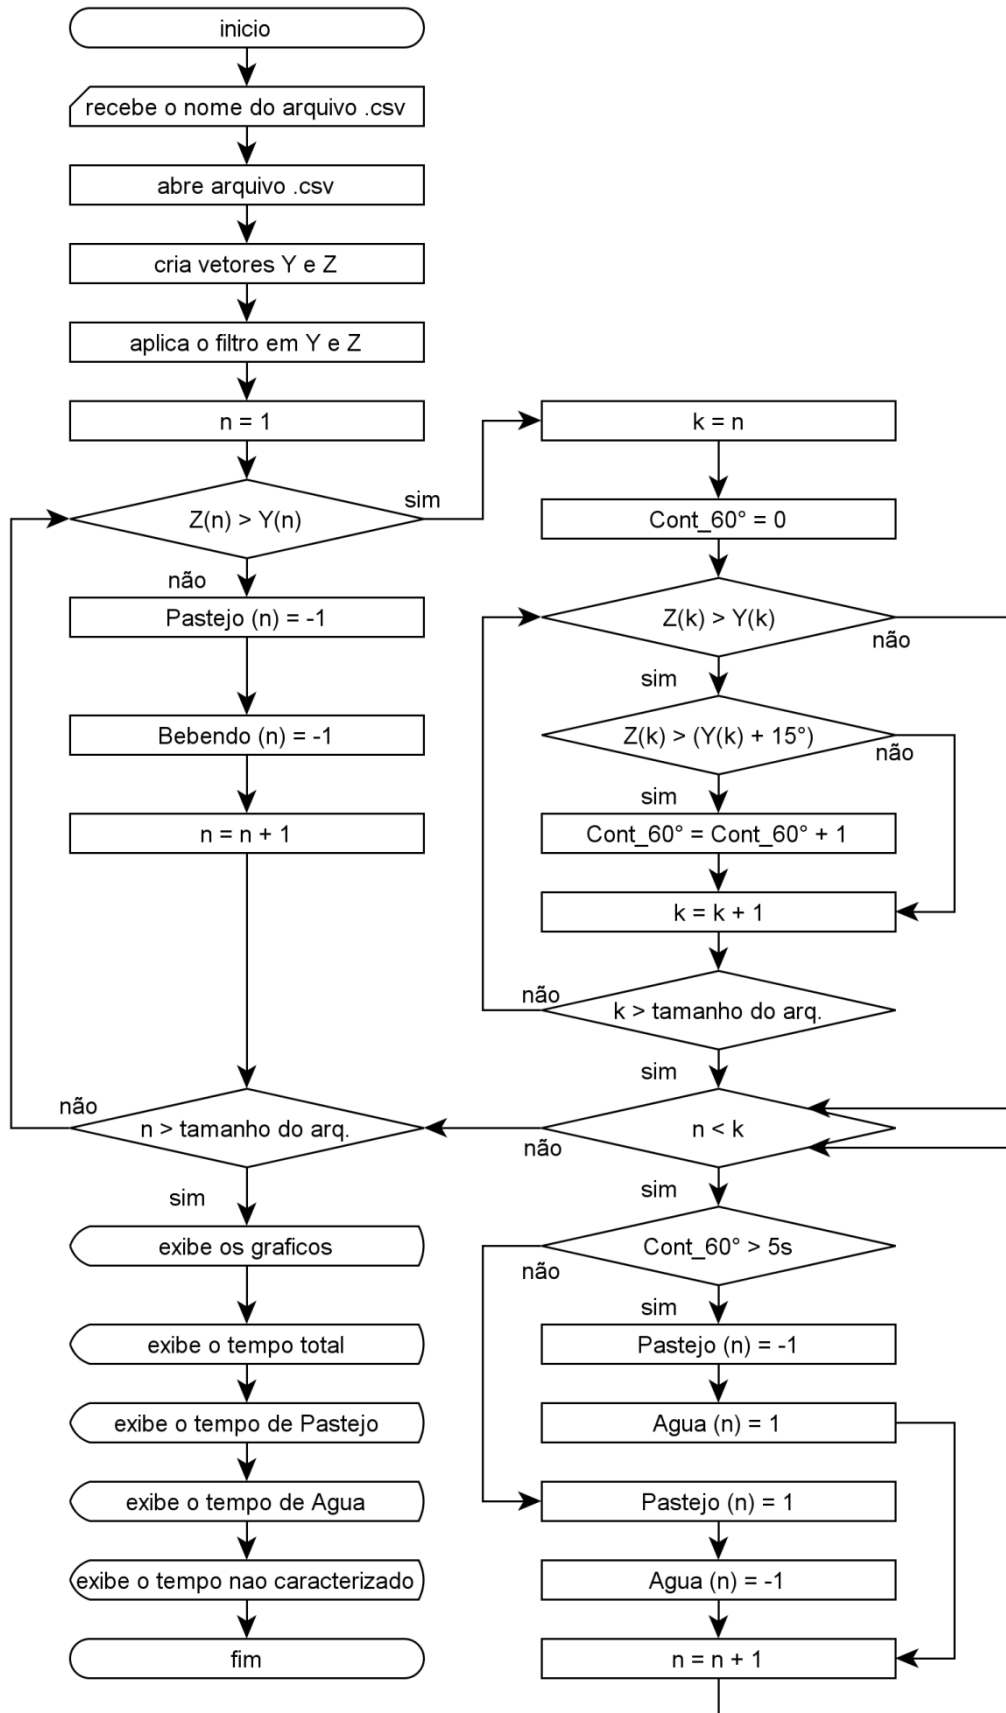 inicio
recebe o nome do arquivo .csv
abre arquivo .csv
cria vetores Y e Z
aplica o filtro em Y e Z
n = 1
Z(n) > Y(n)
sim
não
Pastejo (n) = -1
Bebendo (n) = -1
n = n + 1
k = n
Cont_60° = 0
Z(k) > Y(k)
não
sim
Z(k) > (Y(k) + 15°)
não
sim
Cont_60° = Cont_60° + 1
k = k + 1
não
k > tamanho do arq.
sim
n < k
não
sim
Cont_60° > 5s
não
sim
Pastejo (n) = -1
Agua (n) = 1
Pastejo (n) = 1
Agua (n) = -1
n = n + 1
não
n > tamanho do arq.
sim
exibe os graficos
exibe o tempo total
exibe o tempo de Pastejo
exibe o tempo de Agua
exibe o tempo nao caracterizado
fim